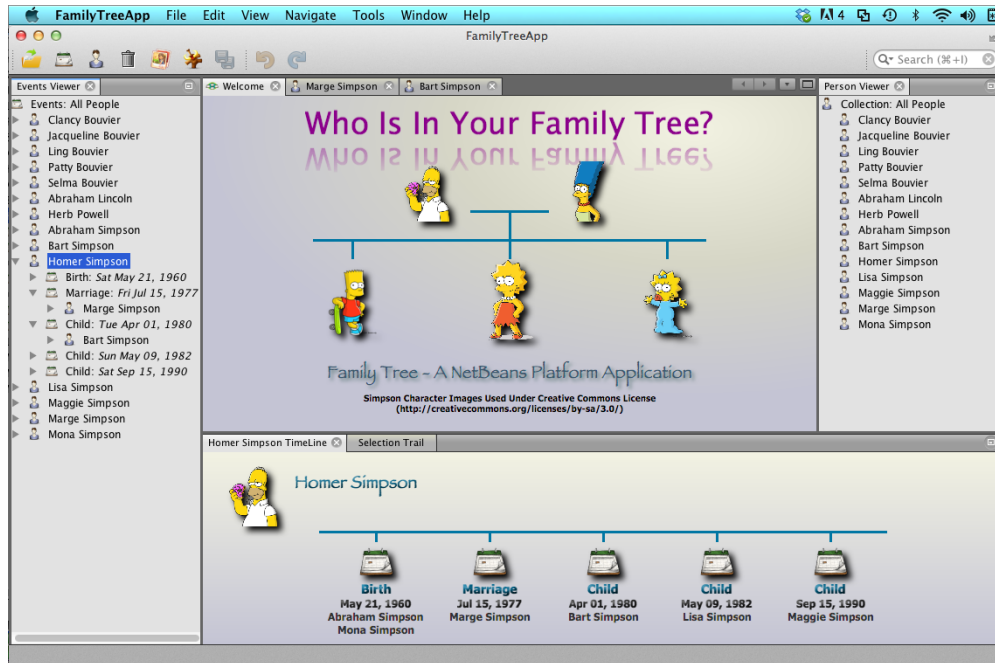 FamilyTreeApp File Edit View Navigate Tools Window Help
4
FamilyTreeApp
Search (⌘+I)
Events Viewer
Events: All People
Clancy Bouvier
Jacqueline Bouvier
Ling Bouvier
Patty Bouvier
Selma Bouvier
Abraham Lincoln
Herb Powell
Abraham Simpson
Bart Simpson
Homer Simpson
Birth: Sat May 21, 1960
Marriage: Fri Jul 15, 1977
Marge Simpson
Child: Tue Apr 01, 1980
Bart Simpson
Child: Sun May 09, 1982
Child: Sat Sep 15, 1990
Lisa Simpson
Maggie Simpson
Marge Simpson
Mona Simpson
Welcome Marge Simpson Bart Simpson
Who Is In Your Family Tree?
Who Is In Your Family Tree?
Family Tree - A NetBeans Platform Application
Simpson Character Images Used Under Creative Commons License
(http://creativecommons.org/licenses/by-sa/3.0/)
Person Viewer
Collection: All People
Clancy Bouvier
Jacqueline Bouvier
Ling Bouvier
Patty Bouvier
Selma Bouvier
Abraham Lincoln
Herb Powell
Abraham Simpson
Bart Simpson
Homer Simpson
Lisa Simpson
Maggie Simpson
Marge Simpson
Mona Simpson
Homer Simpson TimeLine Selection Trail
Homer Simpson
Birth Marriage Child Child Child
May 21, 1960 Jul 15, 1977 Apr 01, 1980 May 09, 1982 Sep 15, 1990
Abraham Simpson Marge Simpson Bart Simpson Lisa Simpson Maggie Simpson
Mona Simpson